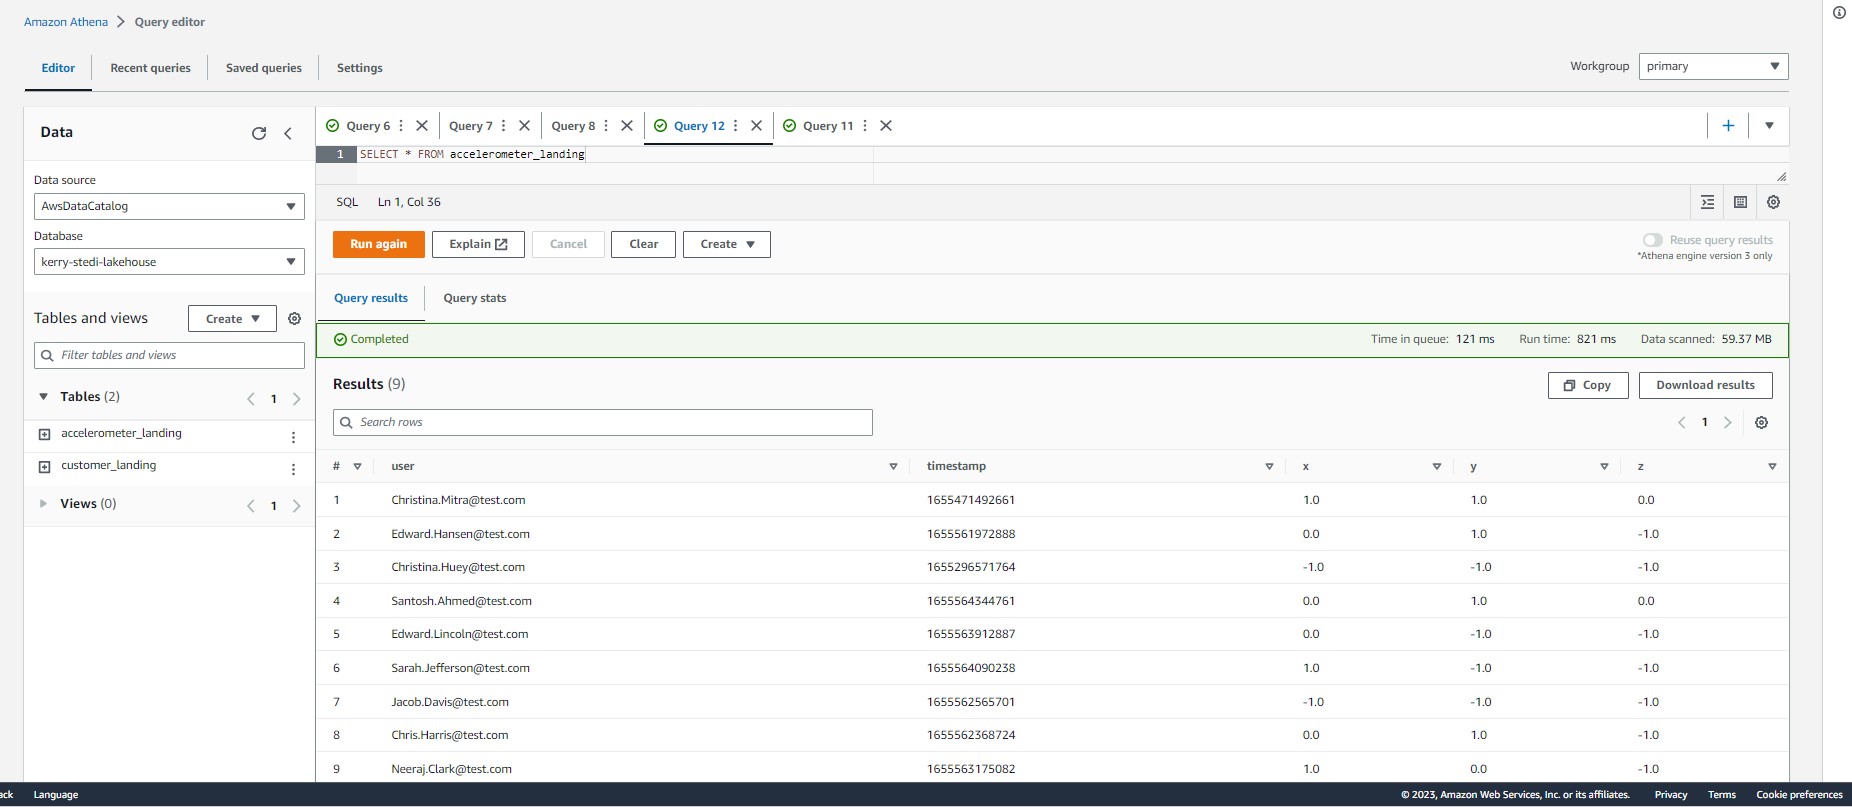 Amazon Athena > Query editor
Editor Recent queries Saved queries Settings
Workgroup primary
Data
Data source
AwsDataCatalog
Database
kerry-stedi-lakehouse
Tables and views Create
Filter tables and views
Tables (2) 1
accelerometer_landing
customer_landing
Views (0) 1
Query 6 Query 7 Query 8 Query 12 Query 11
1 SELECT * FROM accelerometer_landing
SQL Ln 1, Col 36
Run again Explain Cancel Clear Create
Reuse query results
*Athena engine version 3 only
Query results Query stats
Completed Time in queue: 121 ms Run time: 821 ms Data scanned: 59.37 MB
Results (9) Copy Download results
Search rows 1
# user timestamp x y z
1 Christina.Mitra@test.com 1655471492661 1.0 1.0 0.0
2 Edward.Hansen@test.com 1655561972888 0.0 1.0 -1.0
3 Christina.Huey@test.com 1655296571764 -1.0 -1.0 -1.0
4 Santosh.Ahmed@test.com 1655564344761 0.0 1.0 0.0
5 Edward.Lincoln@test.com 1655563912887 0.0 -1.0 -1.0
6 Sarah.Jefferson@test.com 1655564090238 1.0 -1.0 -1.0
7 Jacob.Davis@test.com 1655562565701 -1.0 -1.0 -1.0
8 Chris.Harris@test.com 1655562368724 0.0 1.0 -1.0
9 Neeraj.Clark@test.com 1655563175082 1.0 0.0 -1.0
ack Language © 2023, Amazon Web Services, Inc. or its affiliates. Privacy Terms Cookie preferences